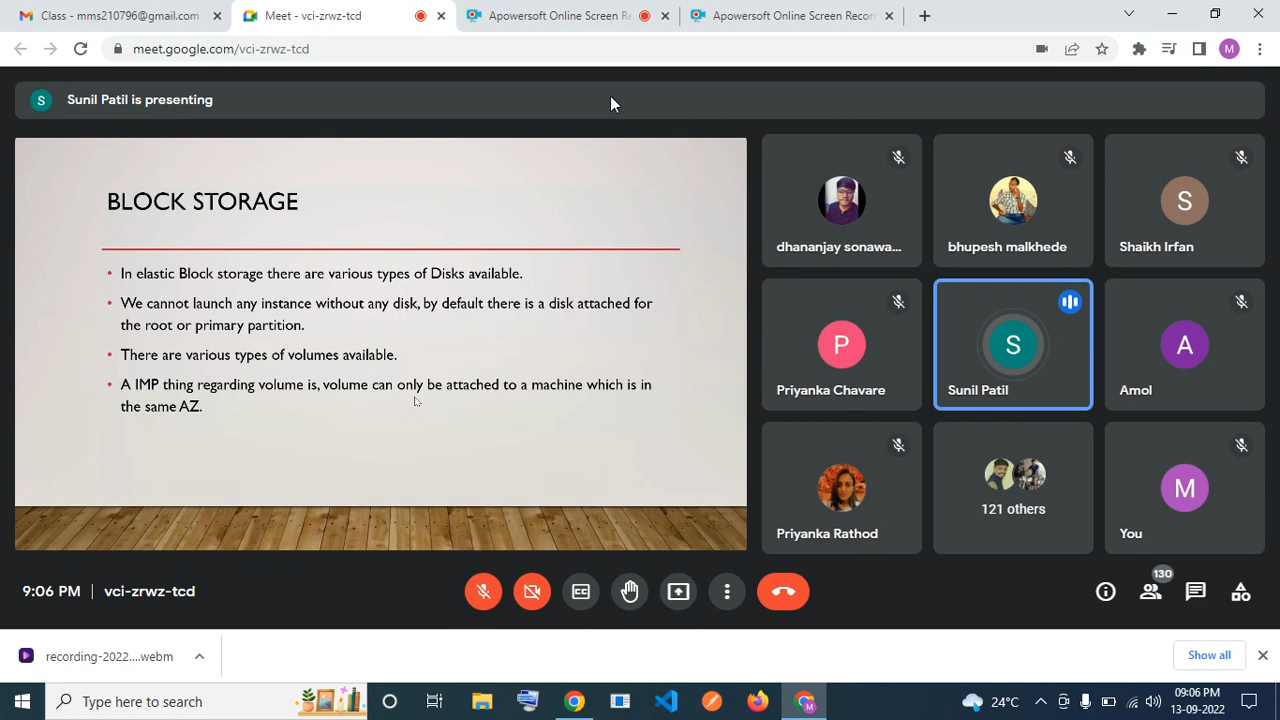 Class - mms210796@gmail.com
Meet - vci-zrwz-tcd
Apowersoft Online Screen Re
Apowersoft Online Screen Recor
meet.google.com/vci-zrwz-tcd
M
S
Sunil Patil is presenting
BLOCK STORAGE
• In elastic Block storage there are various types of Disks available.
• We cannot launch any instance without any disk, by default there is a disk attached for
the root or primary partition.
• There are various types of volumes available.
• A IMP thing regarding volume is, volume can only be attached to a machine which is in
the same AZ.
dhananjay sonawa...
bhupesh malkhede
S
Shaikh Irfan
P
Priyanka Chavare
S
Sunil Patil
A
Amol
Priyanka Rathod
121 others
M
You
9:06 PM | vci-zrwz-tcd
CC
130
recording-2022....webm
Show all
Type here to search
M
24°C
09:06 PM
13-09-2022